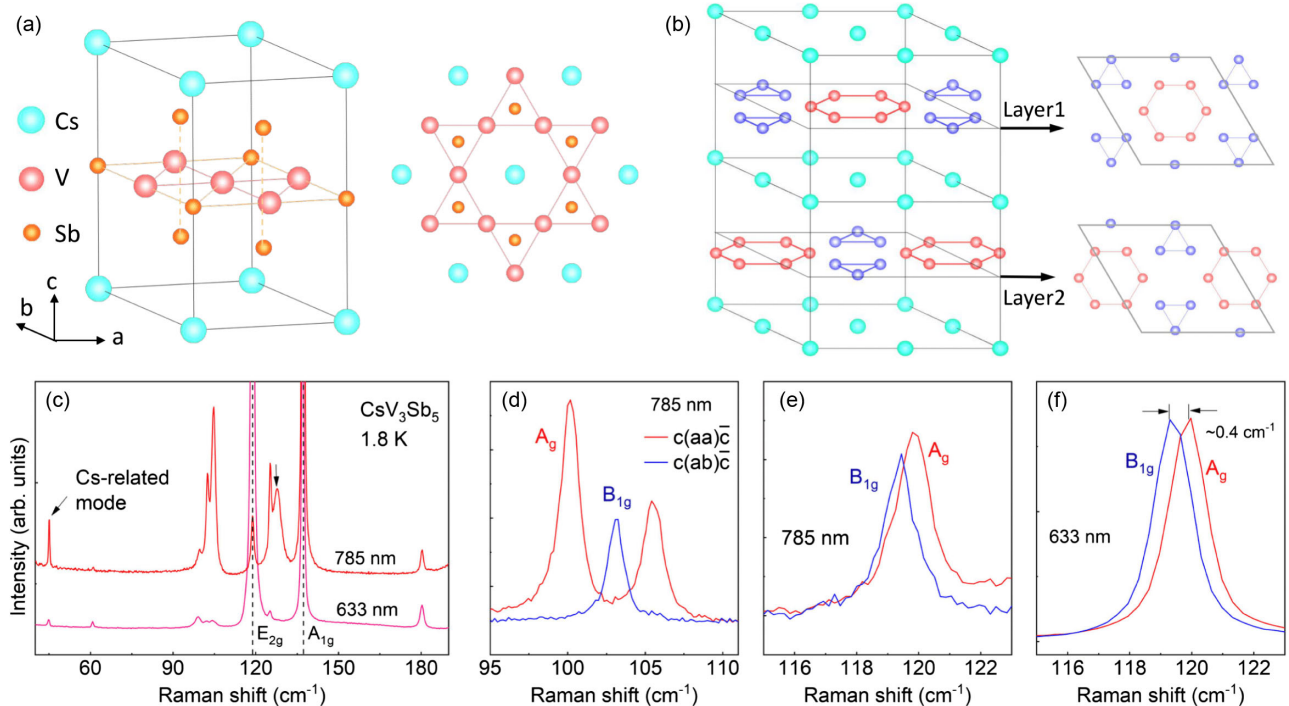 (a)
Cs
V
Sb
c
b
a
(b)
Layer1
Layer2
(c)
CsV₃Sb₅
1.8 K
Cs-related
mode
785 nm
633 nm
E₂g
A₁g
Intensity (arb. units)
60 90 120 150 180
Raman shift (cm⁻¹)
(d)
785 nm
A_g
c(aa)c̄
c(ab)c̄
B₁g
95 100 105 110
Raman shift (cm⁻¹)
(e)
A_g
B₁g
785 nm
116 118 120 122
Raman shift (cm⁻¹)
(f)
~0.4 cm⁻¹
B₁g
A_g
633 nm
116 118 120 122
Raman shift (cm⁻¹)